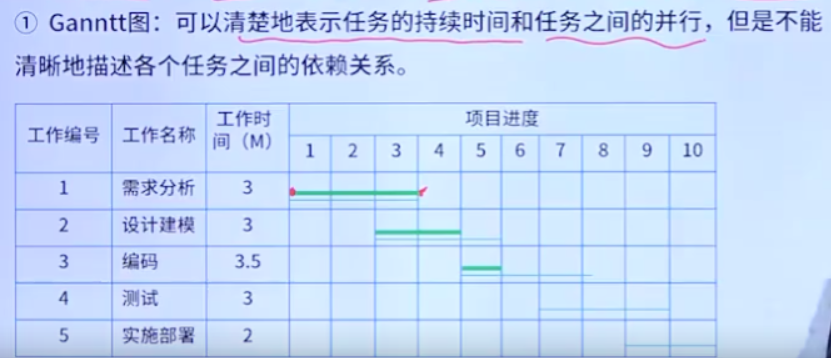 ① Ganntt图：可以清楚地表示任务的持续时间和任务之间的并行，但是不能
清晰地描述各个任务之间的依赖关系。
工作编号 工作名称 工作时间（M） 项目进度
1 2 3 4 5 6 7 8 9 10
1 需求分析 3
2 设计建模 3
3 编码 3.5
4 测试 3
5 实施部署 2